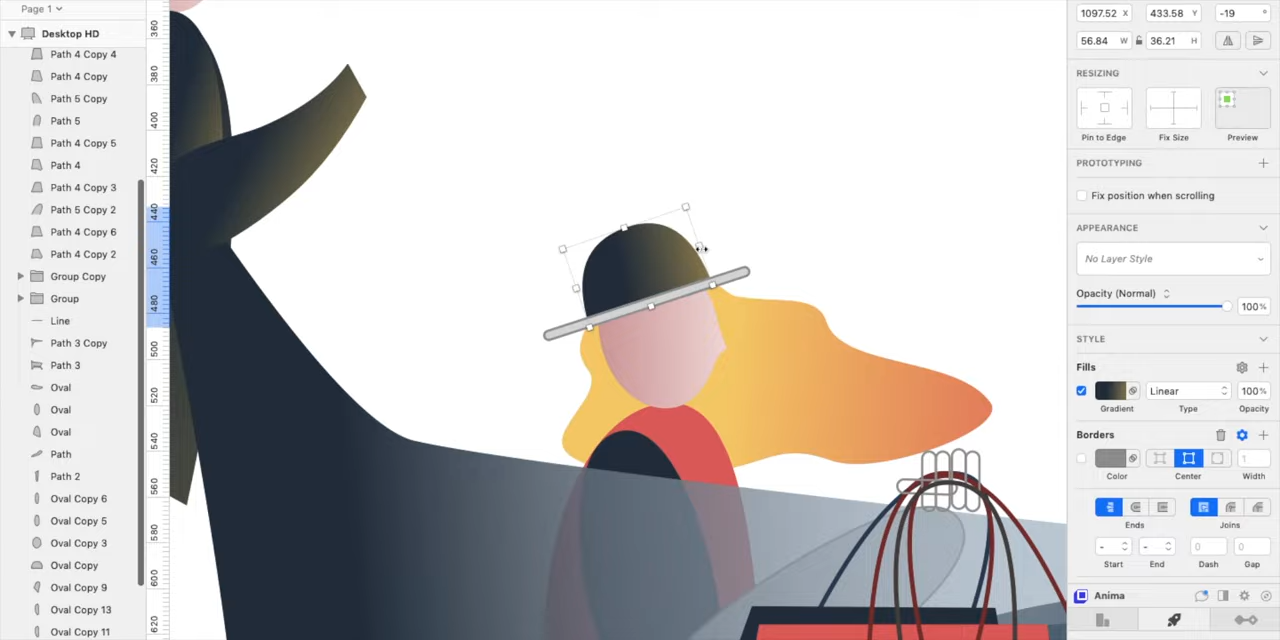 Page 1
Desktop HD
Path 4 Copy 4
Path 4 Copy
Path 5 Copy
Path 5
Path 4 Copy 5
Path 4
Path 4 Copy 3
Path 5 Copy 2
Path 4 Copy 6
Path 4 Copy 2
Group Copy
Group
Line
Path 3 Copy
Path 3
Oval
Oval
Oval
Path
Path 2
Oval Copy 6
Oval Copy 5
Oval Copy 3
Oval Copy
Oval Copy 9
Oval Copy 13
Oval Copy 11
360
380
400
420
440
460
480
500
520
540
560
580
600
620
1097.52 X 433.58 Y -19 °
56.84 W 36.21 H
RESIZING
Pin to Edge Fix Size Preview
PROTOTYPING
Fix position when scrolling
APPEARANCE
No Layer Style
Opacity (Normal) 100%
STYLE
Fills
Linear 100%
Gradient Type Opacity
Borders
1
Color Center Width
Ends Joins
- - 0 0
Start End Dash Gap
Anima